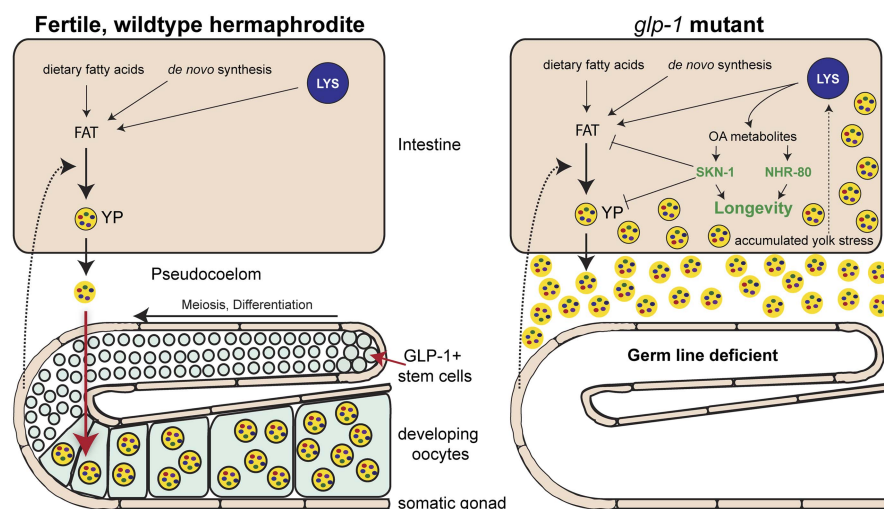 Fertile, wildtype hermaphrodite
dietary fatty acids
de novo synthesis
LYS
FAT
Intestine
YP
Pseudocoelom
Meiosis, Differentiation
GLP-1+
stem cells
developing
oocytes
somatic gonad
glp-1 mutant
dietary fatty acids
de novo synthesis
LYS
FAT
OA metabolites
SKN-1
NHR-80
YP
Longevity
accumulated yolk stress
Germ line deficient